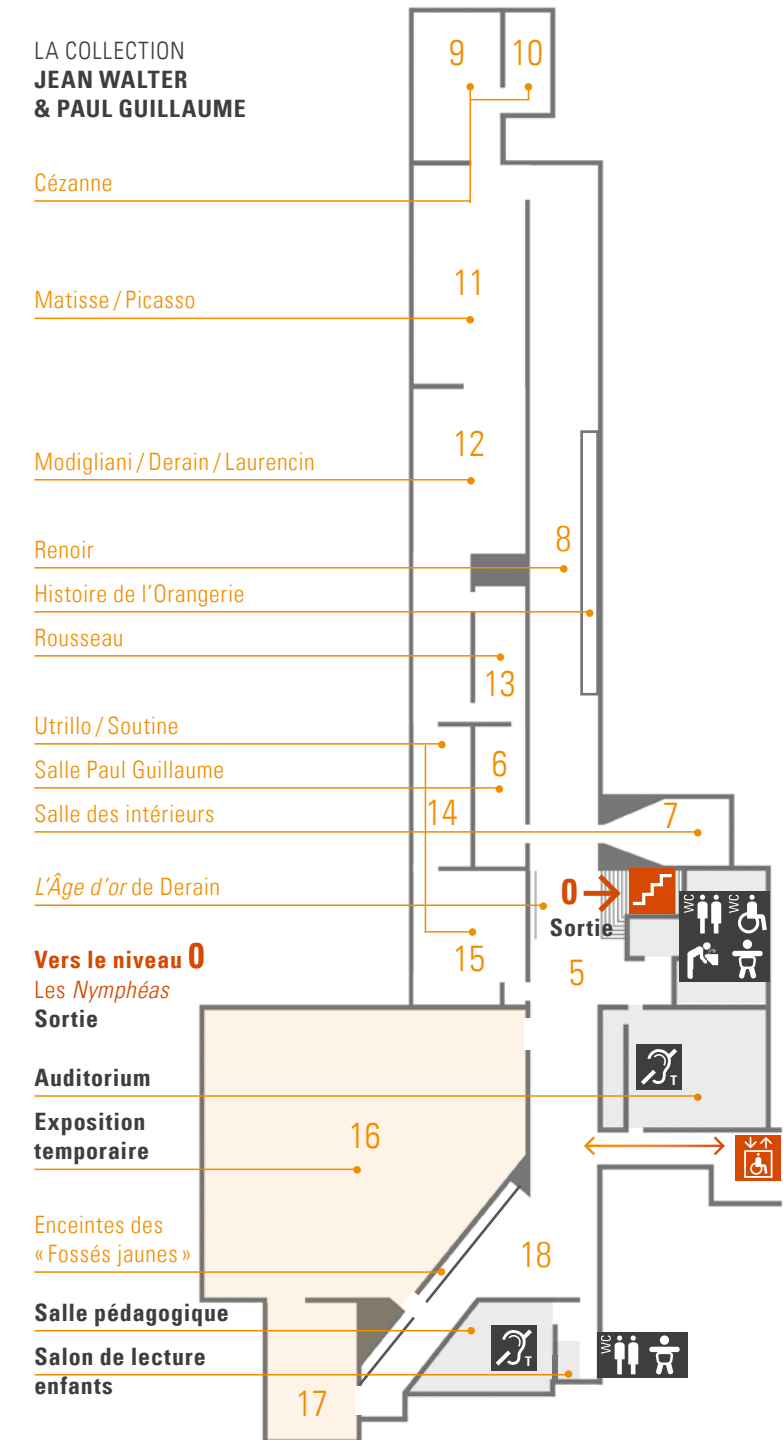 LA COLLECTION
JEAN WALTER
& PAUL GUILLAUME
9
10
Cézanne
11
Matisse / Picasso
12
Modigliani / Derain / Laurencin
8
Renoir
Histoire de l'Orangerie
Rousseau
13
Utrillo / Soutine
6
Salle Paul Guillaume
14
7
Salle des intérieurs
L'Âge d'or de Derain
0
Sortie
WC
WC
15
5
Vers le niveau 0
Les Nymphéas
Sortie
Auditorium
T
Exposition
temporaire
16
Enceintes des
« Fossés jaunes »
18
Salle pédagogique
T
WC
Salon de lecture
enfants
17